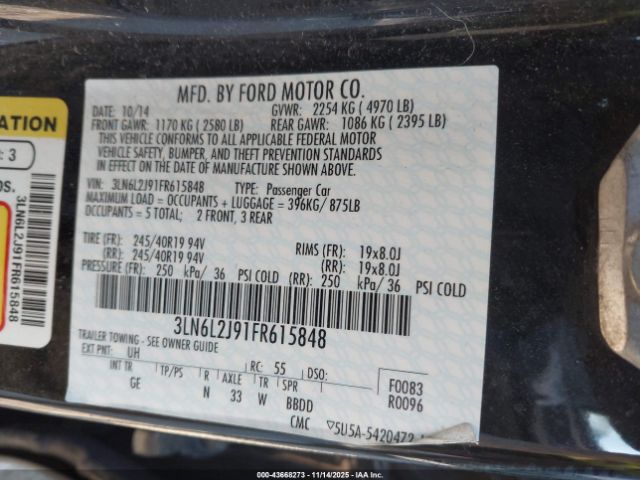 MFD. BY FORD MOTOR CO.
DATE: 10/14 GVWR: 2254 KG ( 4970 LB)
FRONT GAWR: 1170 KG ( 2580 LB) REAR GAWR: 1086 KG ( 2395 LB)
THIS VEHICLE CONFORMS TO ALL APPLICABLE FEDERAL MOTOR
VEHICLE SAFETY, BUMPER, AND THEFT PREVENTION STANDARDS
IN EFFECT ON THE DATE OF MANUFACTURE SHOWN ABOVE.
VIN: 3LN6L2J91FR615848 TYPE: Passenger Car
MAXIMUM LOAD = OCCUPANTS + LUGGAGE = 396KG/ 875LB
OCCUPANTS = 5 TOTAL; 2 FRONT, 3 REAR
TIRE (FR): 245/40R19 94V RIMS (FR): 19x8.0J
(RR): 245/40R19 94V (RR): 19x8.0J
PRESSURE (FR): 250 kPa/ 36 PSI COLD (RR): 250 kPa/ 36 PSI COLD
3LN6L2J91FR615848
TRAILER TOWING - SEE OWNER GUIDE
EXT PNT: UH RC: 55 DSO:
INT TR TP/PS R AXLE TR SPR F0083
GE N 33 W BBDD R0096
CMC 5U5A-5420472
ATION
: 3
OS.
3LN6L2J91FR615848
000-43668273 - 11/14/2025 - IAA Inc.